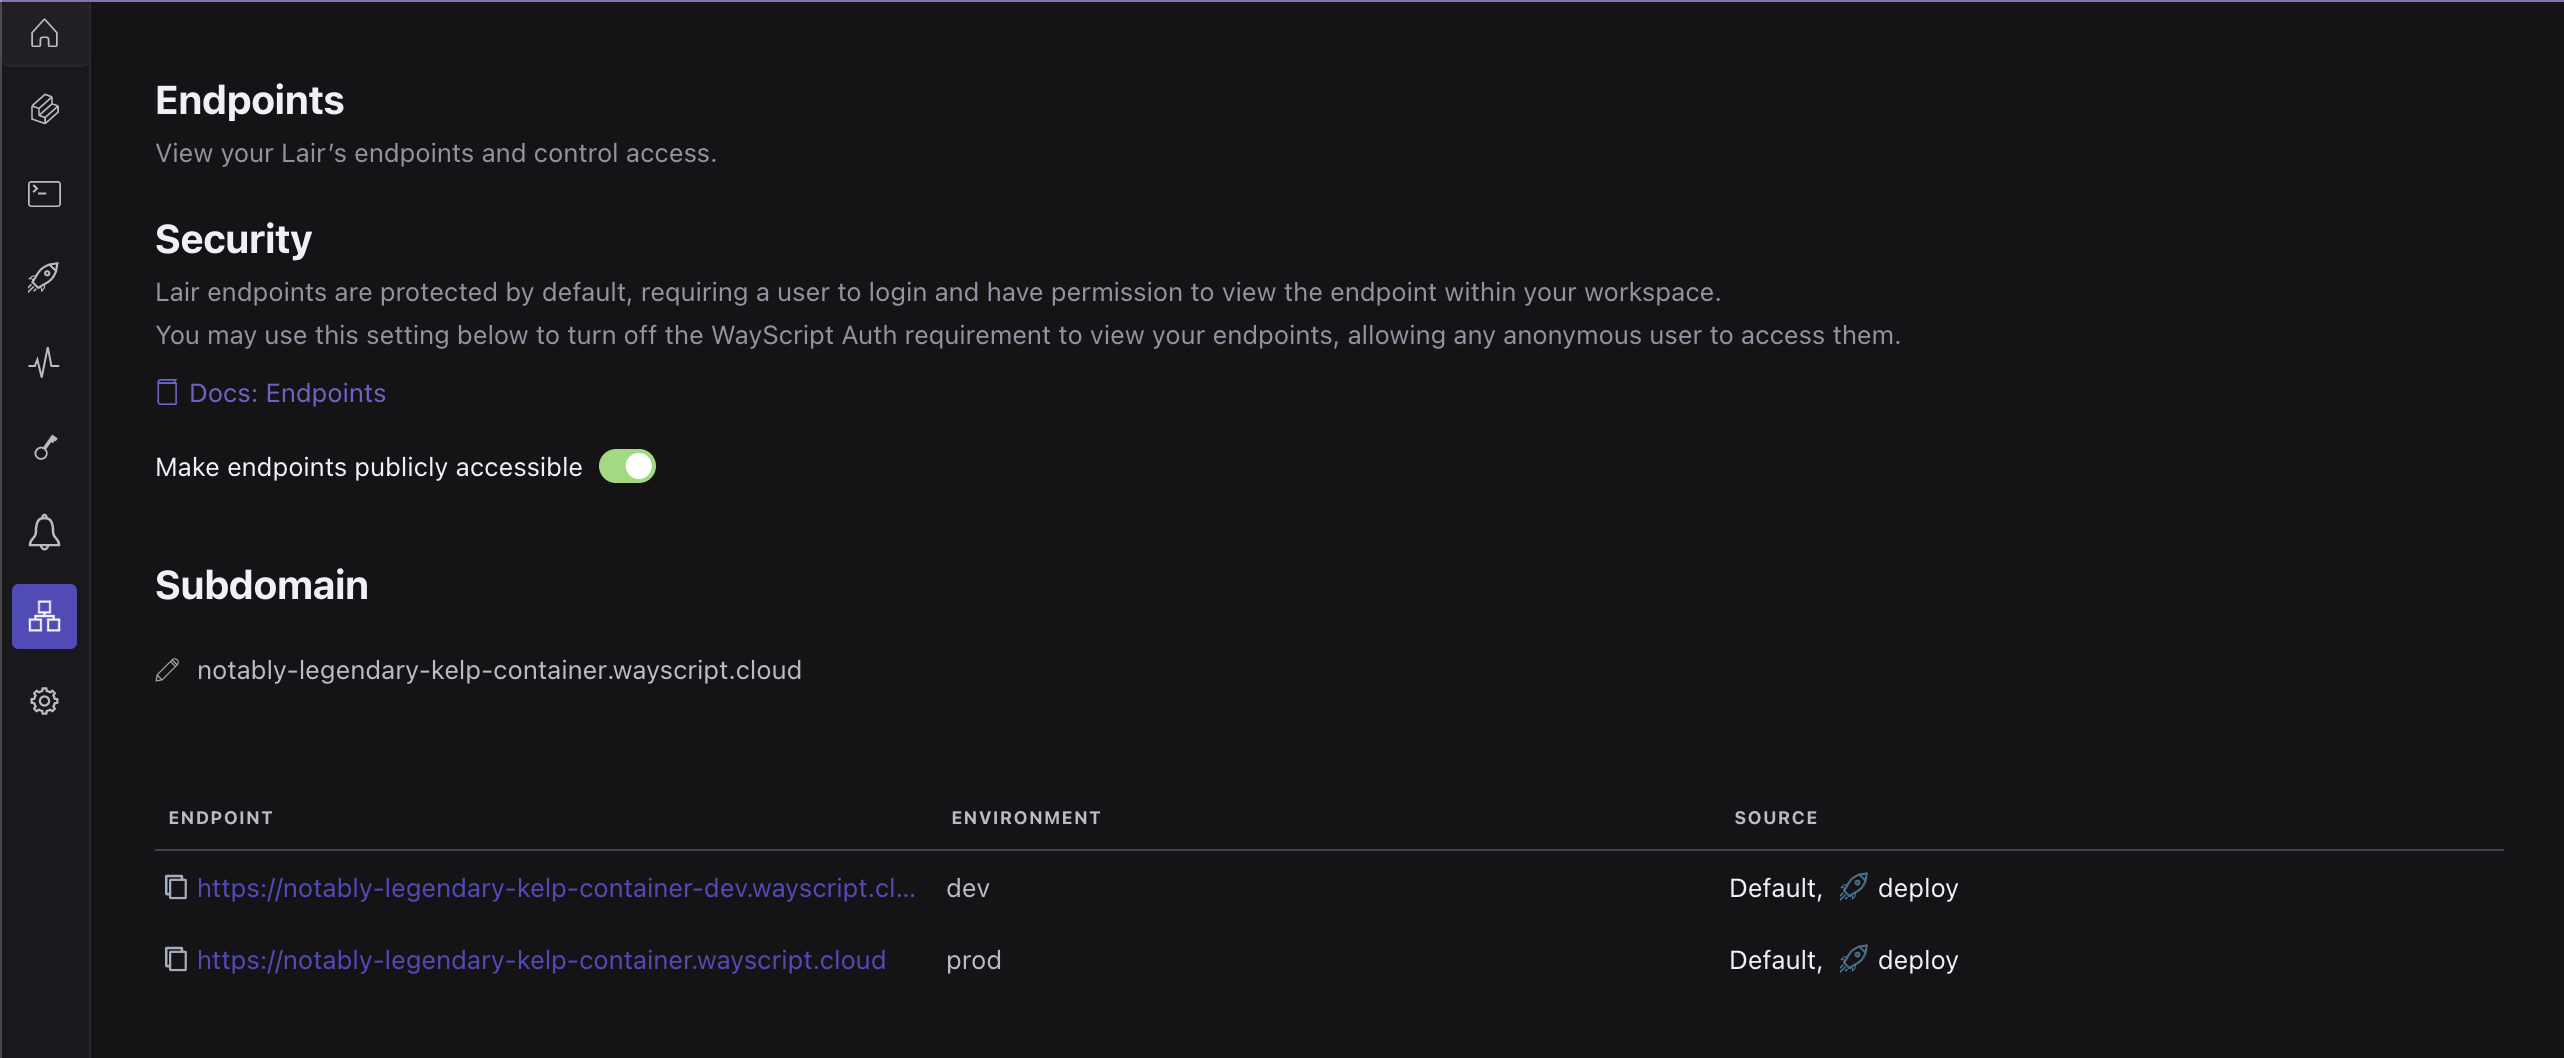 Endpoints
View your Lair’s endpoints and control access.
Security
Lair endpoints are protected by default, requiring a user to login and have permission to view the endpoint within your workspace.
You may use this setting below to turn off the WayScript Auth requirement to view your endpoints, allowing any anonymous user to access them.
Docs: Endpoints
Make endpoints publicly accessible
Subdomain
notably-legendary-kelp-container.wayscript.cloud
ENDPOINT ENVIRONMENT SOURCE
https://notably-legendary-kelp-container-dev.wayscript.cl... dev Default, deploy
https://notably-legendary-kelp-container.wayscript.cloud prod Default, deploy